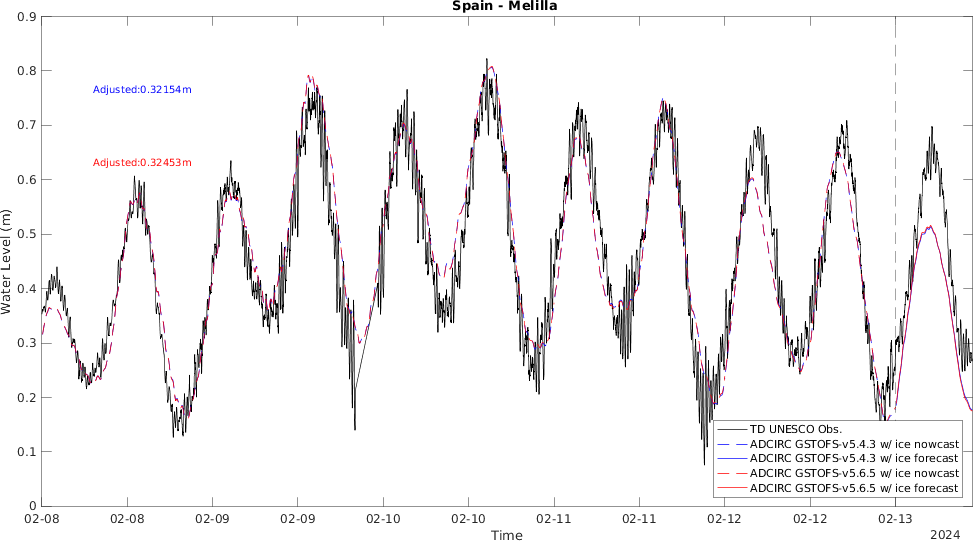 Spain - Melilla
0.9
0.8
0.7
0.6
0.5
0.4
0.3
0.2
0.1
0
Water Level (m)
Adjusted:0.32154m
Adjusted:0.32453m
TD UNESCO Obs.
ADCIRC GSTOFS-v5.4.3 w/ ice nowcast
ADCIRC GSTOFS-v5.4.3 w/ ice forecast
ADCIRC GSTOFS-v5.6.5 w/ ice nowcast
ADCIRC GSTOFS-v5.6.5 w/ ice forecast
02-08 02-08 02-09 02-09 02-10 02-10 02-11 02-11 02-12 02-12 02-13
Time
2024